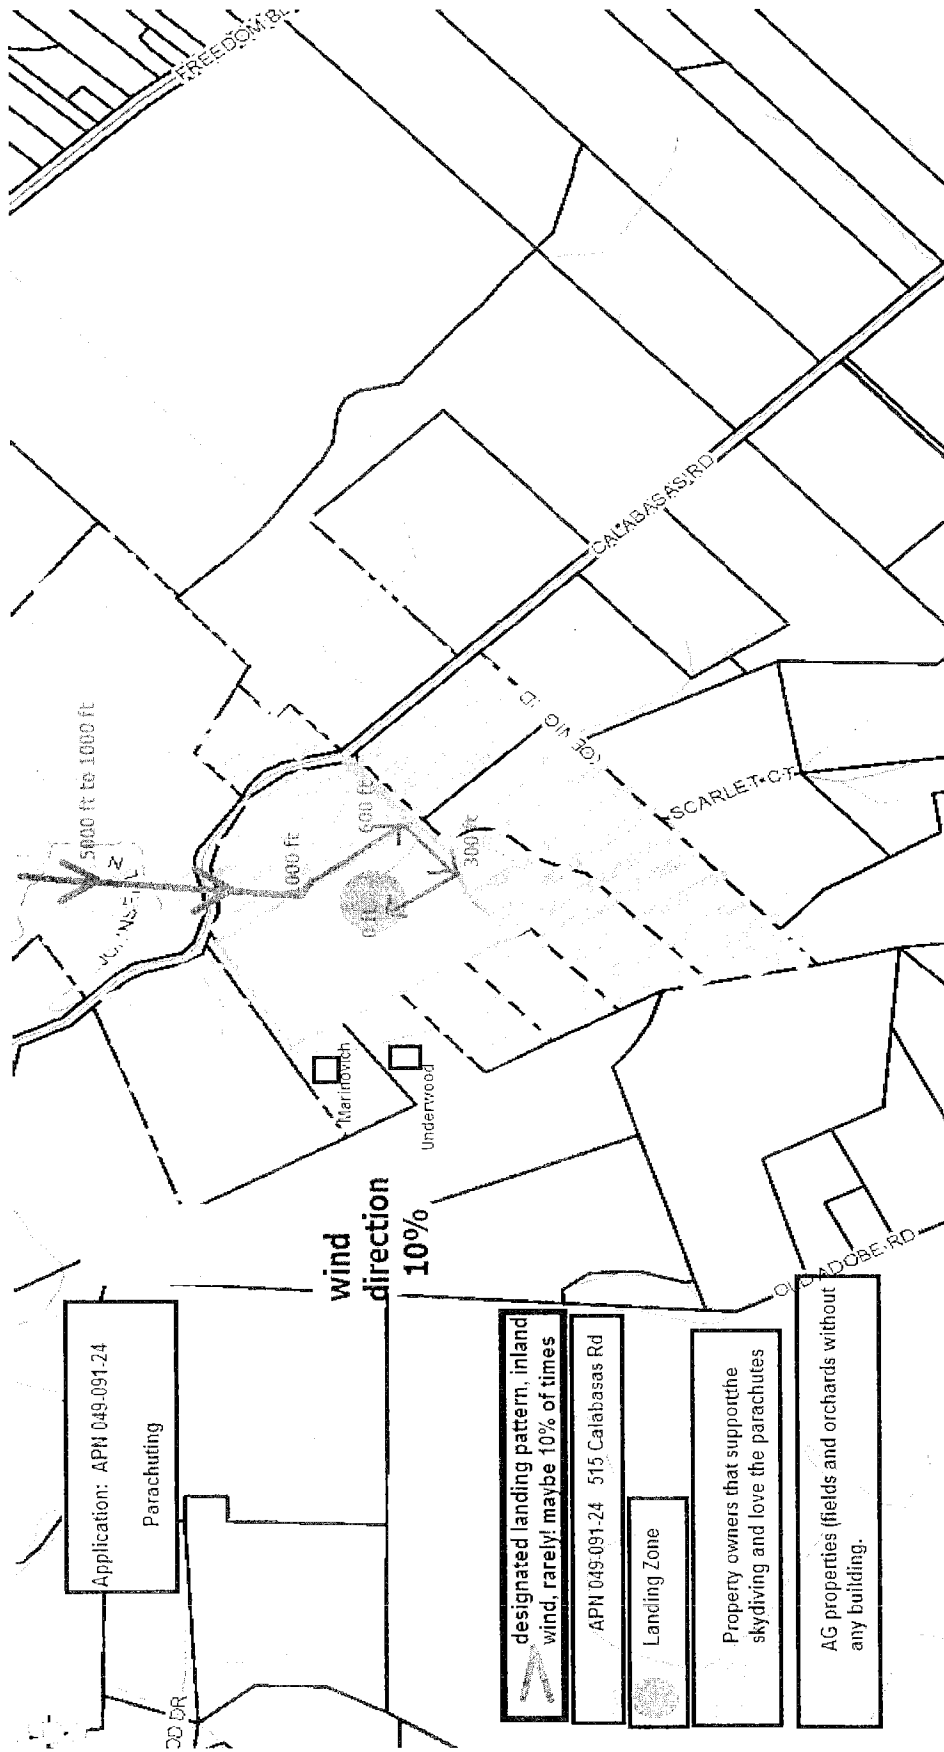 Application: APN 049-091-24
Parachuting
wind
direction
10%
Marinovich
Underwood
5000 ft to 1000 ft
000 ft
600 ft
300 ft
FREEDOM BL
CALABASAS RD
SCARLET CT
OLD ADOBE RD
OD DR
designated landing pattern, inland
wind, rarely! maybe 10% of times
APN 049-091-24 515 Calabasas Rd
Landing Zone
Property owners that support the
skydiving and love the parachutes
AG properties (fields and orchards without
any building.